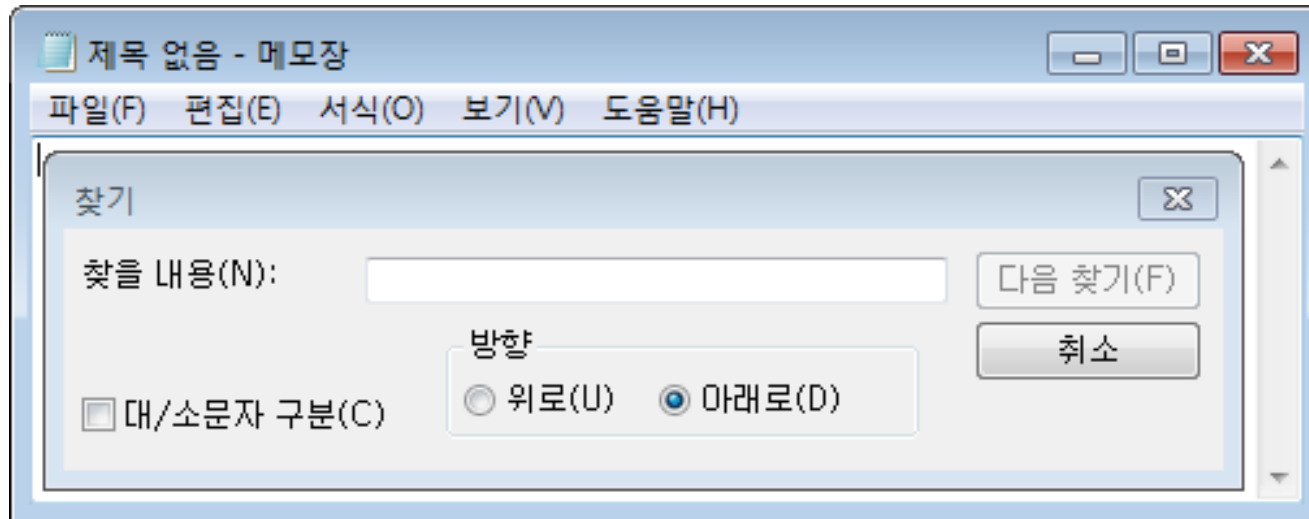 제목 없음 - 메모장
파일(F) 편집(E) 서식(O) 보기(V) 도움말(H)
찾기
찾을 내용(N):
다음 찾기(F)
방향
취소
대/소문자 구분(C)
위로(U) 아래로(D)